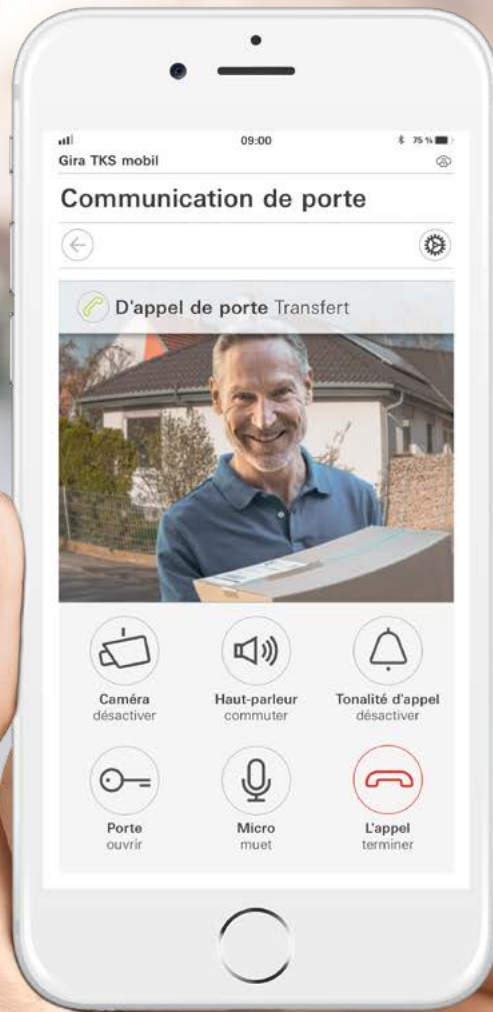 09:00
75 %
Gira TKS mobil
Communication de porte
D'appel de porte Transfert
Caméra
désactiver
Haut-parleur
commuter
Tonalité d'appel
désactiver
Porte
ouvrir
Micro
muet
L'appel
terminer